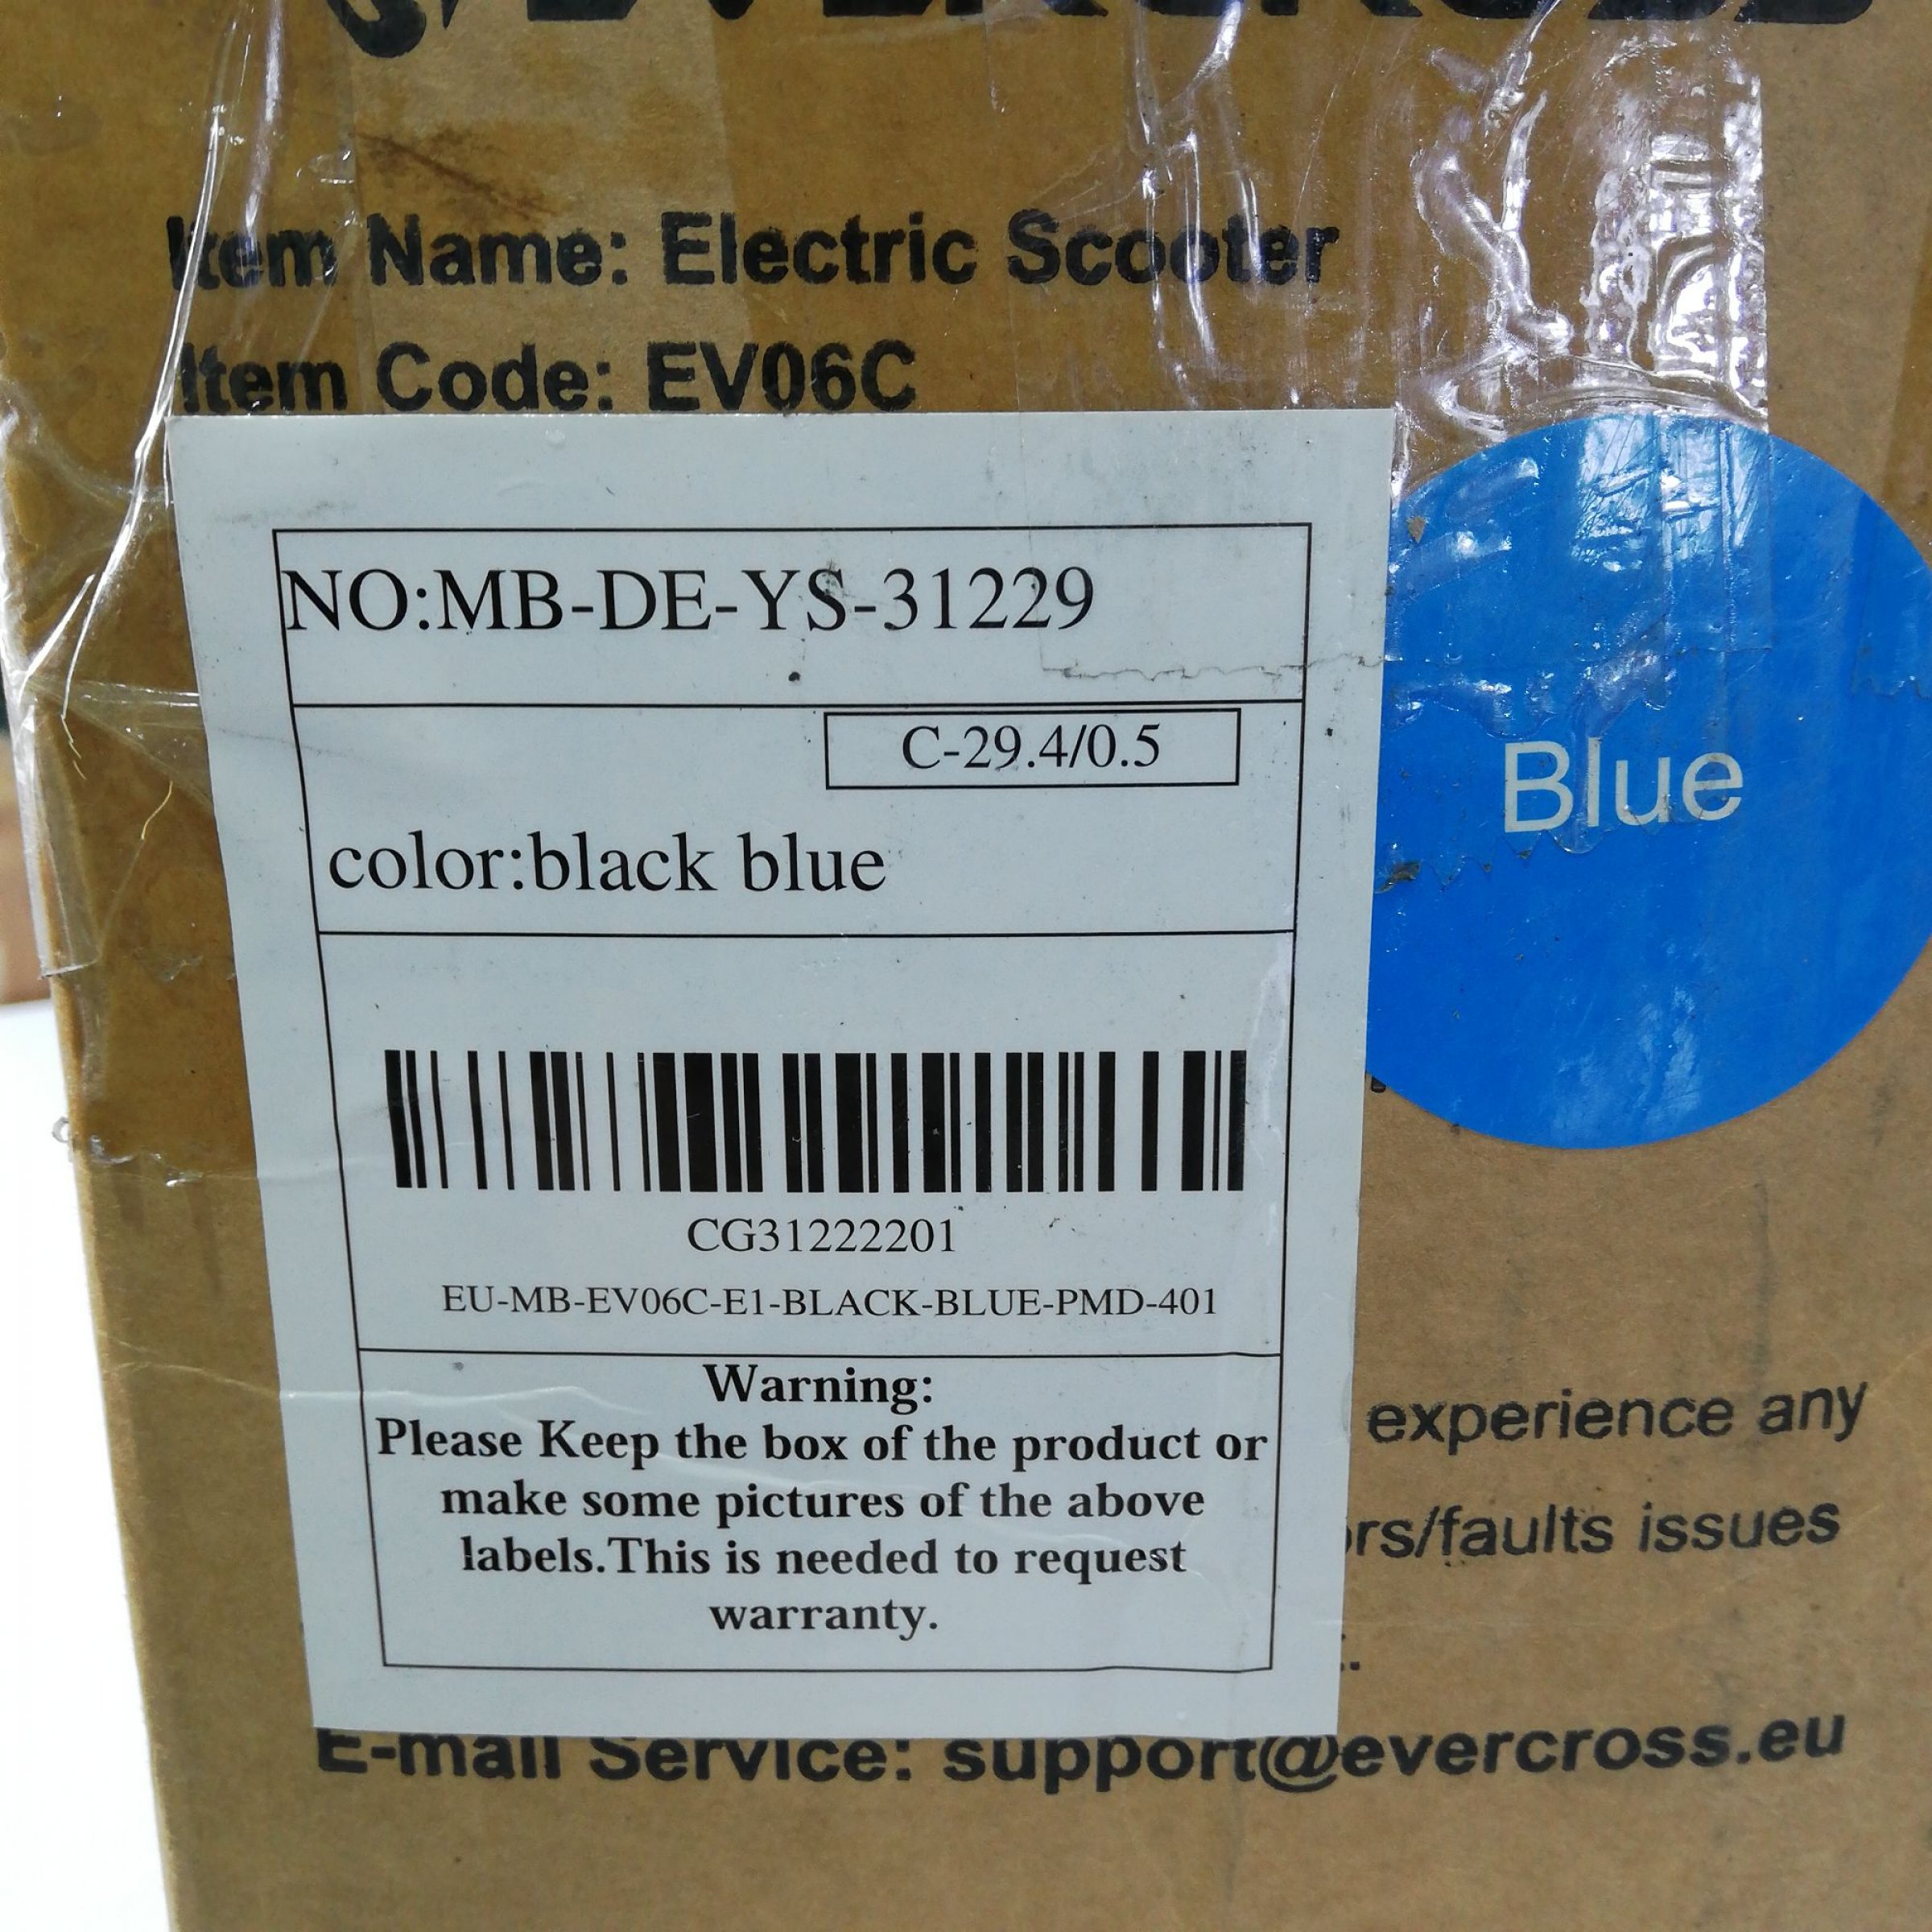 EVERCROSS
Item Name: Electric Scooter
Item Code: EV06C
NO:MB-DE-YS-31229
C-29.4/0.5
color:black blue
Blue
CG31222201
EU-MB-EV06C-E1-BLACK-BLUE-PMD-401
Warning:
Please Keep the box of the product or
make some pictures of the above
labels.This is needed to request
warranty.
experience any
/faults issues
E-mail Service: support@evercross.eu